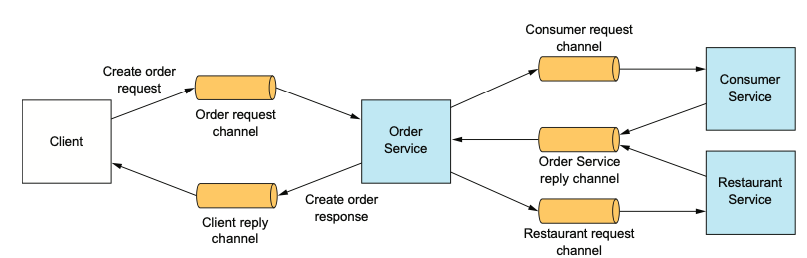 Client
Create order
request
Order request
channel
Client reply
channel
Create order
response
Order
Service
Consumer request
channel
Order Service
reply channel
Restaurant request
channel
Consumer
Service
Restaurant
Service